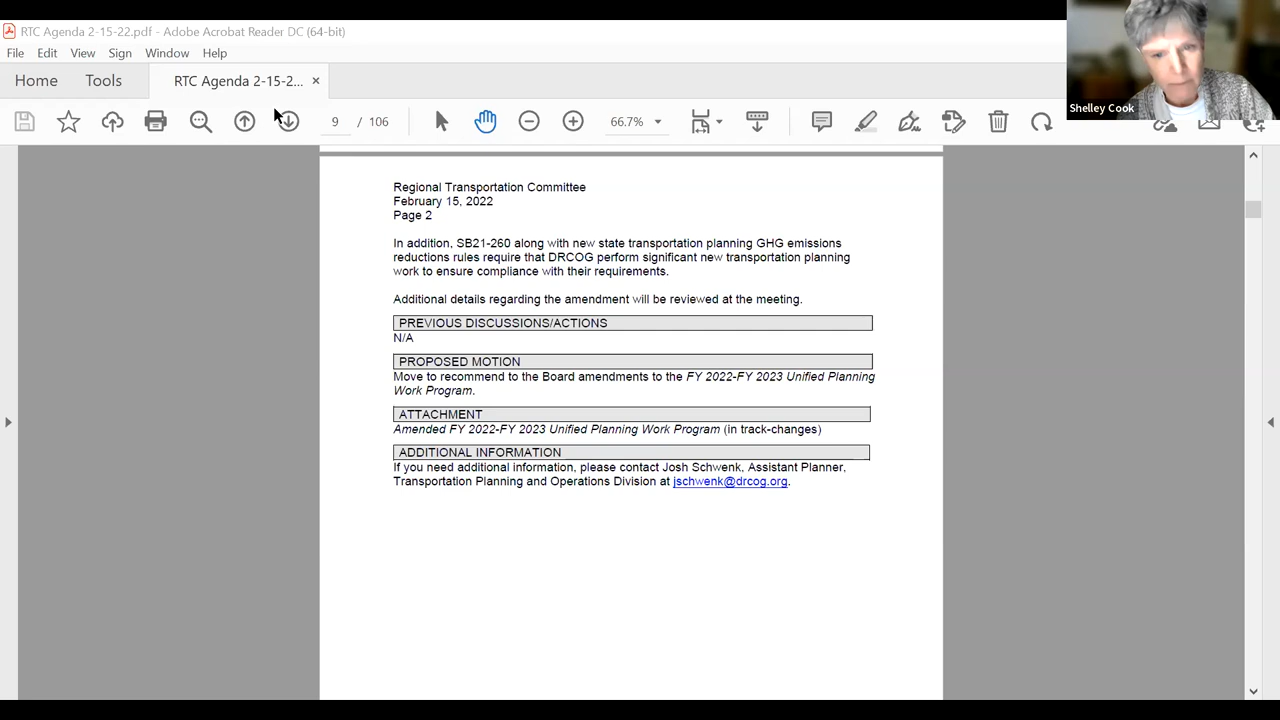 RTC Agenda 2-15-22.pdf - Adobe Acrobat Reader DC (64-bit)
File Edit View Sign Window Help
Home Tools RTC Agenda 2-15-2... ×
9 / 106 66.7%
Shelley Cook
Regional Transportation Committee
February 15, 2022
Page 2
In addition, SB21-260 along with new state transportation planning GHG emissions
reductions rules require that DRCOG perform significant new transportation planning
work to ensure compliance with their requirements.
Additional details regarding the amendment will be reviewed at the meeting.
PREVIOUS DISCUSSIONS/ACTIONS
N/A
PROPOSED MOTION
Move to recommend to the Board amendments to the FY 2022-FY 2023 Unified Planning
Work Program.
ATTACHMENT
Amended FY 2022-FY 2023 Unified Planning Work Program (in track-changes)
ADDITIONAL INFORMATION
If you need additional information, please contact Josh Schwenk, Assistant Planner,
Transportation Planning and Operations Division at jschwenk@drcog.org.